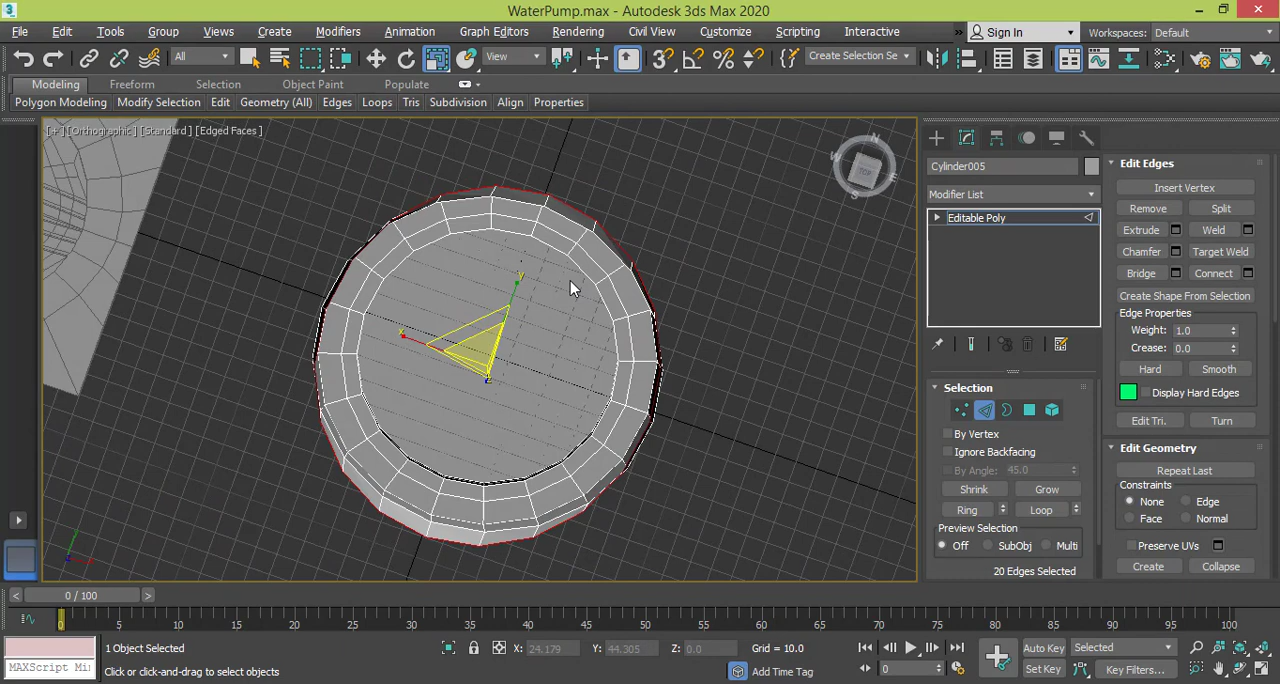 WaterPump.max - Autodesk 3ds Max 2020
File Edit Tools Group Views Create Modifiers Animation Graph Editors Rendering Civil View Customize Scripting Interactive Sign In Workspaces: Default
All View Create Selection Se
Modeling Freeform Selection Object Paint Populate
Polygon Modeling Modify Selection Edit Geometry (All) Edges Loops Tris Subdivision Align Properties
[+] [Orthographic] [Standard] [Edged Faces]
N
W
TOP
E
S
y
x
z
Cylinder005
Modifier List
Editable Poly
Selection
By Vertex
Ignore Backfacing
By Angle: 45.0
Shrink Grow
Ring Loop
Preview Selection
Off SubObj Multi
20 Edges Selected
Edit Edges
Insert Vertex
Remove Split
Extrude Weld
Chamfer Target Weld
Bridge Connect
Create Shape From Selection
Edge Properties
Weight: 1.0
Crease: 0.0
Hard Smooth
Display Hard Edges
Edit Tri. Turn
Edit Geometry
Repeat Last
Constraints
None Edge
Face Normal
Preserve UVs
Create Collapse
0 / 100
0 5 10 15 20 25 30 35 40 45 50 55 60 65 70 75 80 85 90 95 100
1 Object Selected X: 24.179 Y: 44.305 Z: 0.0 Grid = 10.0 Auto Key Selected
MAXScript Mi Click or click-and-drag to select objects Add Time Tag 0 Set Key Key Filters...